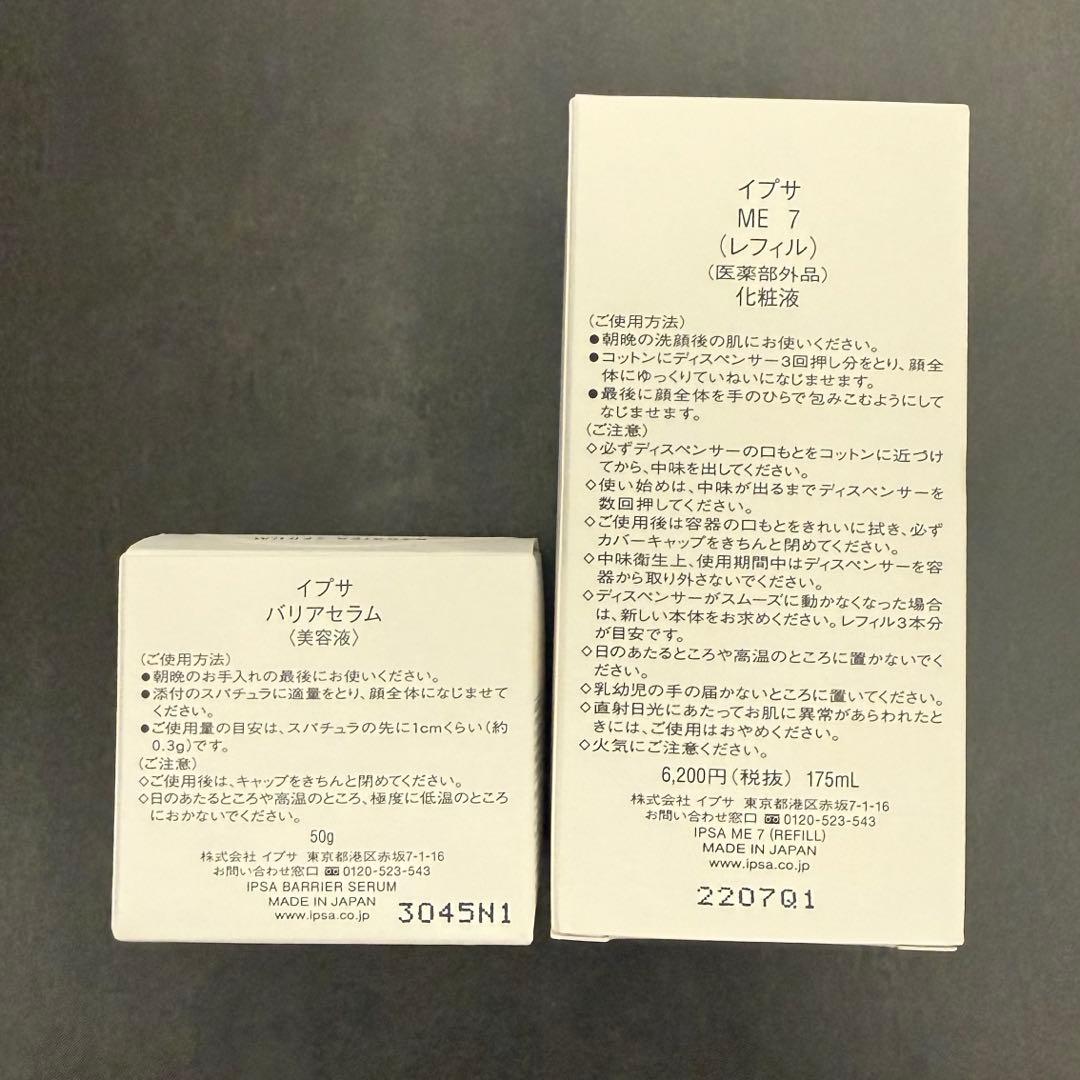 イプサ
バリアセラム
〈美容液〉
（ご使用方法）
●朝晩のお手入れの最後にお使いください。
●添付のスパチュラに適量をとり、顔全体になじませて
ください。
●ご使用量の目安は、スパチュラの先に1cmくらい（約
0.3g）です。
（ご注意）
◇ご使用後は、キャップをきちんと閉めてください。
◇日のあたるところや高温のところ、極度に低温のところ
におかないでください。
50g
株式会社 イプサ 東京都港区赤坂7-1-16
お問い合わせ窓口 0120-523-543
IPSA BARRIER SERUM
MADE IN JAPAN
www.ipsa.co.jp
3045N1
イプサ
ME 7
（レフィル）
（医薬部外品）
化粧液
（ご使用方法）
●朝晩の洗顔後の肌にお使いください。
●コットンにディスペンサー3回押し分をとり、顔全
体にゆっくりていねいになじませます。
●最後に顔全体を手のひらで包みこむようにして
なじませます。
（ご注意）
◇必ずディスペンサーの口もとをコットンに近づけ
てから、中味を出してください。
◇使い始めは、中味が出るまでディスペンサーを
数回押してください。
◇ご使用後は容器の口もとをきれいに拭き、必ず
カバーキャップをきちんと閉めてください。
◇中味衛生上、使用期間中はディスペンサーを容
器から取り外さないでください。
◇ディスペンサーがスムーズに動かなくなった場合
は、新しい本体をお求めください。レフィル3本分
が目安です。
◇日のあたるところや高温のところに置かないでく
ださい。
◇乳幼児の手の届かないところに置いてください。
◇直射日光にあたってお肌に異常があらわれたと
きには、ご使用はおやめください。
◇火気にご注意ください。
6,200円（税抜） 175mL
株式会社 イプサ 東京都港区赤坂7-1-16
お問い合わせ窓口 0120-523-543
IPSA ME 7 (REFILL)
MADE IN JAPAN
www.ipsa.co.jp
2207Q1